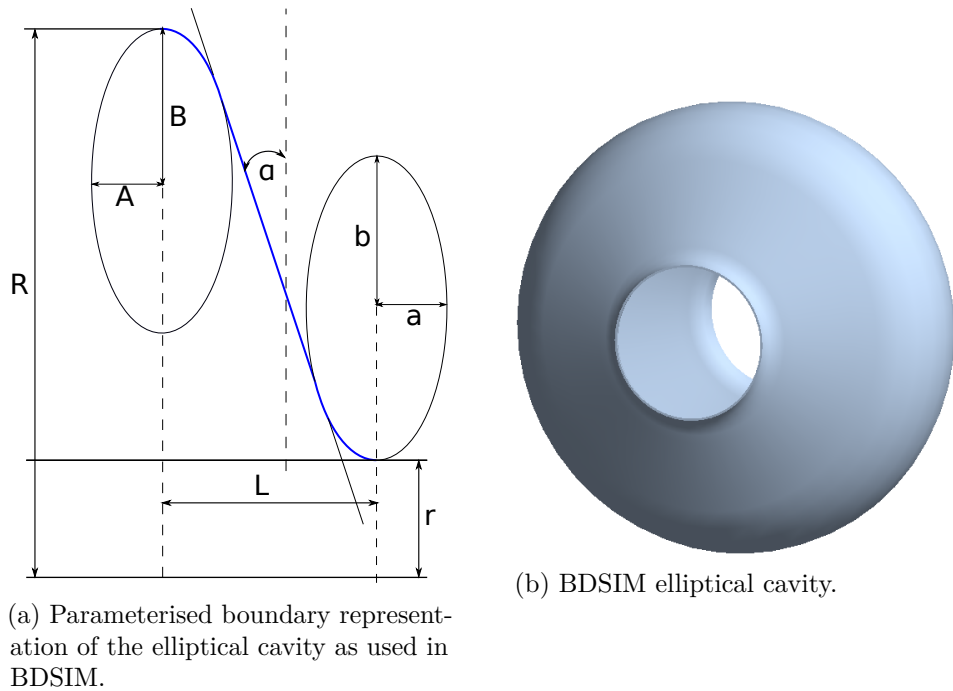 B
α
A
b
R
a
L
r
(a) Parameterised boundary represent-
ation of the elliptical cavity as used in
BDSIM.
(b) BDSIM elliptical cavity.